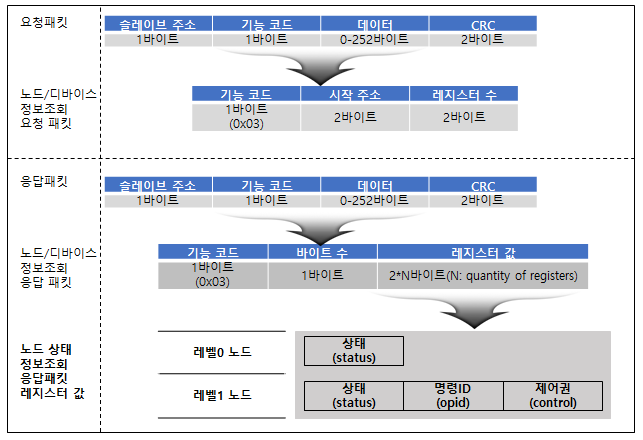 요청패킷
슬레이브 주소 기능 코드 데이터 CRC
1바이트 1바이트 0-252바이트 2바이트
노드/디바이스
정보조회
요청 패킷
기능 코드 시작 주소 레지스터 수
1바이트
(0x03)
2바이트 2바이트
응답패킷
슬레이브 주소 기능 코드 데이터 CRC
1바이트 1바이트 0-252바이트 2바이트
노드/디바이스
정보조회
응답 패킷
기능 코드 바이트 수 레지스터 값
1바이트
(0x03)
1바이트 2*N바이트(N: quantity of registers)
노드 상태
정보조회
응답패킷
레지스터 값
레벨0 노드
상태
(status)
레벨1 노드
상태
(status)
명령ID
(opid)
제어권
(control)